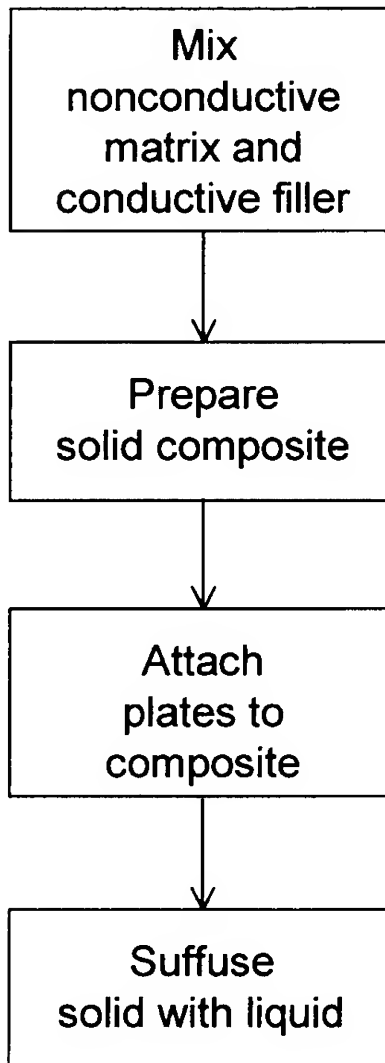 Mix
nonconductive
matrix and
conductive filler
Prepare
solid composite
Attach
plates to
composite
Suffuse
solid with liquid